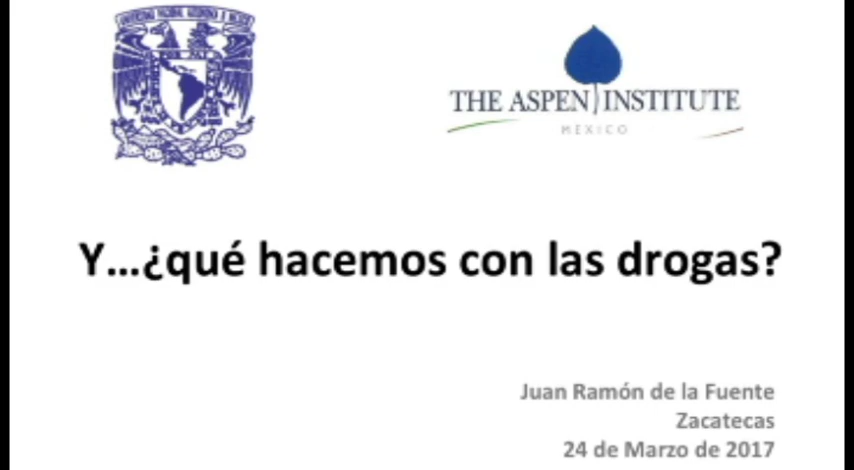 THE ASPEN INSTITUTE
MEXICO
Y...¿qué hacemos con las drogas?
Juan Ramón de la Fuente
Zacatecas
24 de Marzo de 2017